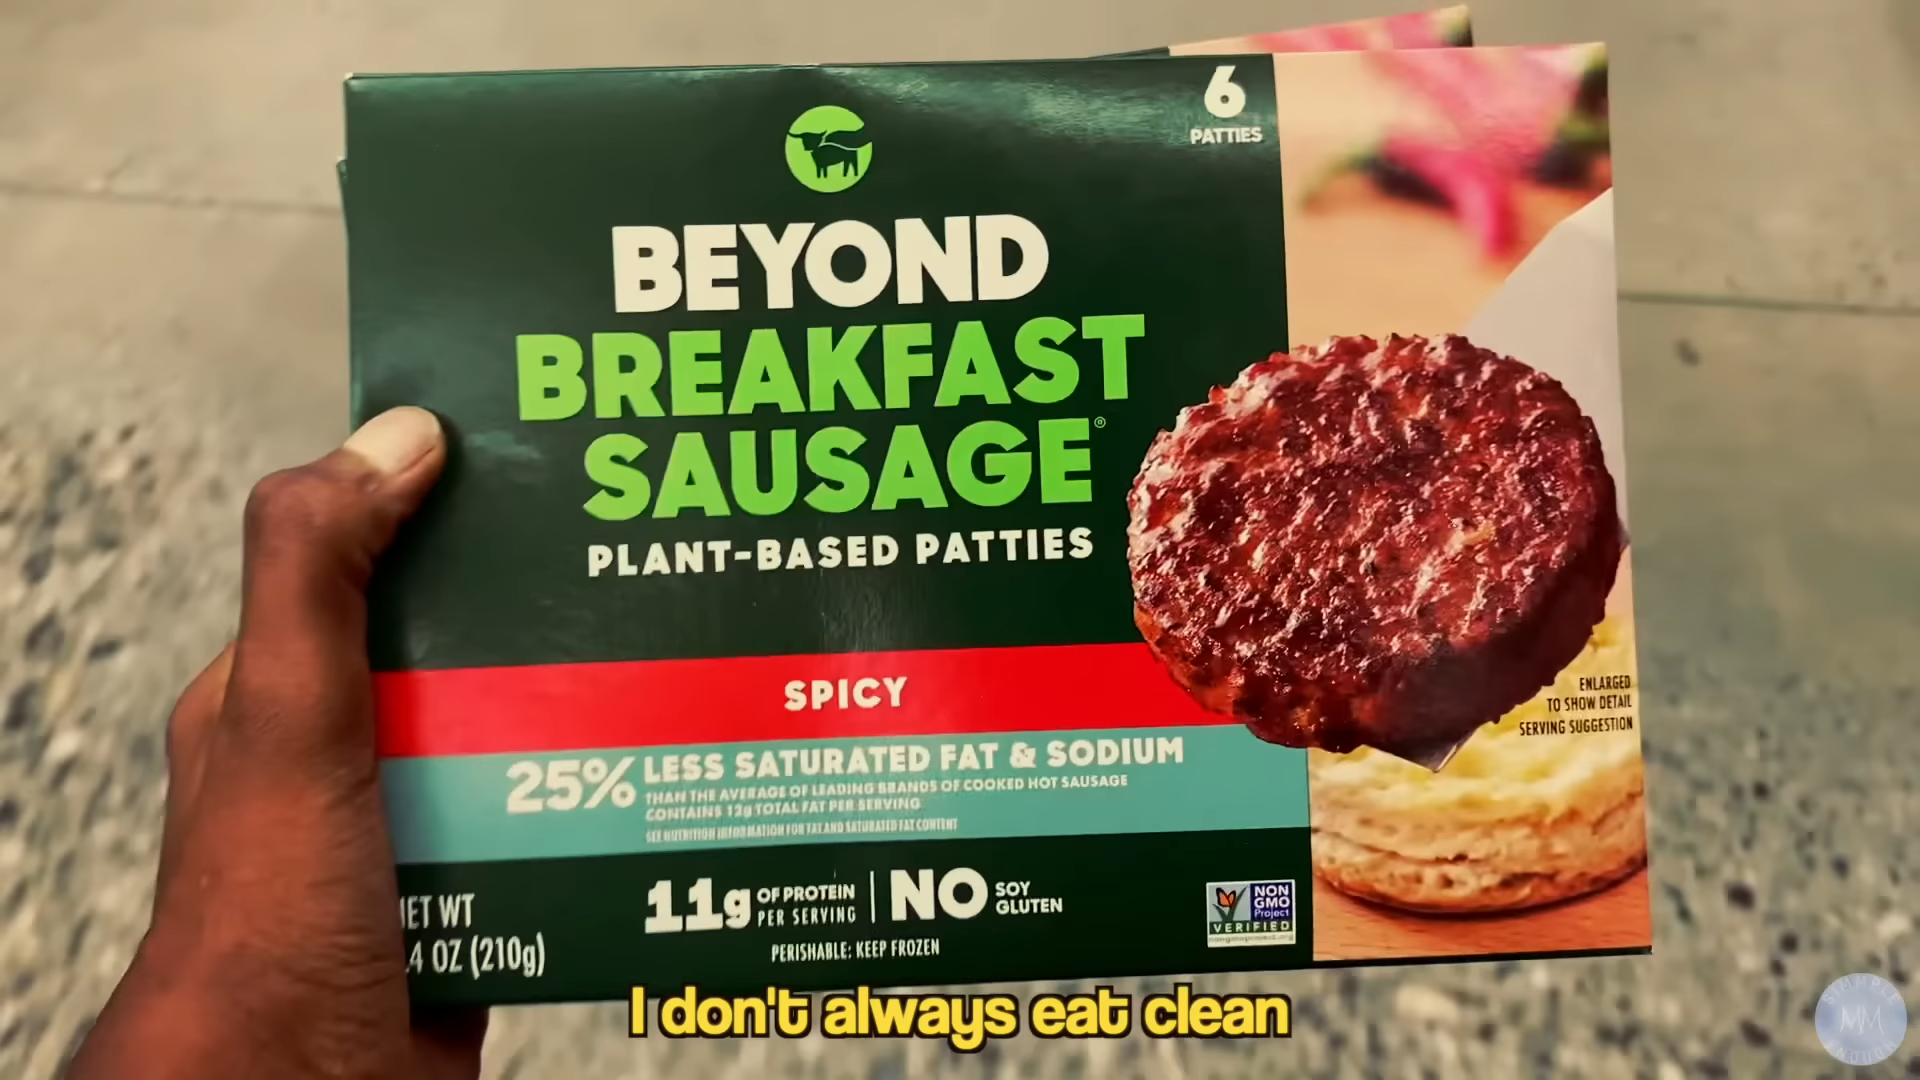 6
PATTIES
BEYOND
BREAKFAST
SAUSAGE®
PLANT-BASED PATTIES
SPICY
25% LESS SATURATED FAT & SODIUM
THAN THE AVERAGE OF LEADING BRANDS OF COOKED HOT SAUSAGE
CONTAINS 12g TOTAL FAT PER SERVING
SEE NUTRITION INFORMATION FOR FAT AND SATURATED FAT CONTENT
ENLARGED
TO SHOW DETAIL
SERVING SUGGESTION
11g OF PROTEIN
PER SERVING
NO SOY
GLUTEN
PERISHABLE: KEEP FROZEN
WT
4 OZ (210g)
NON
GMO
Project
VERIFIED
nongmoproject.org
I don't always eat clean
MM